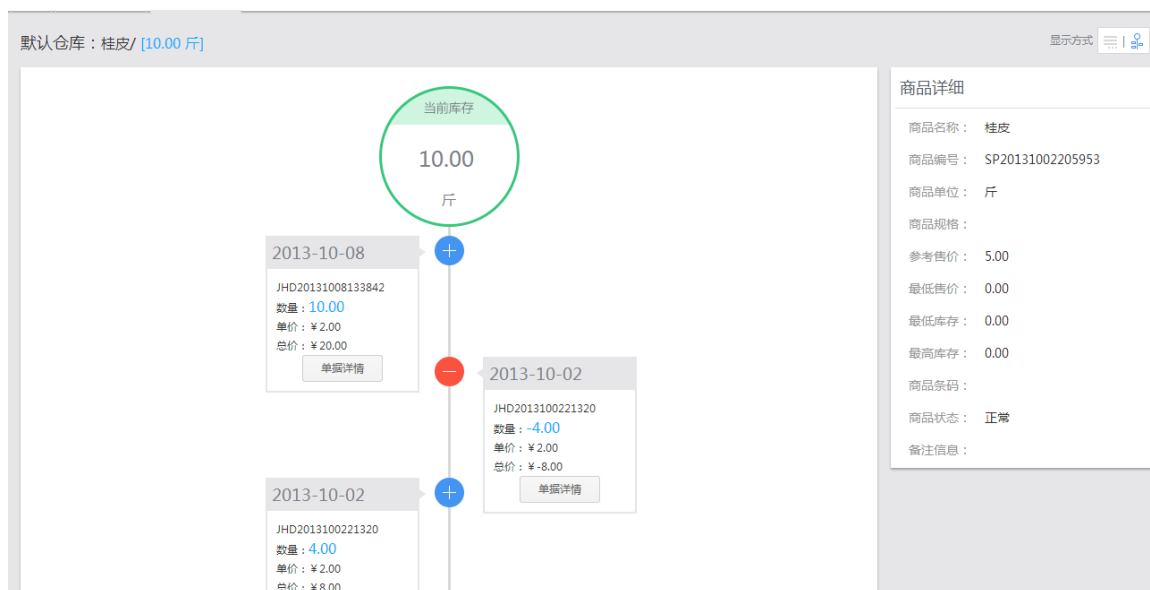 默认仓库：桂皮/ [10.00 斤]
显示方式
当前库存
10.00
斤
2013-10-08
JHD20131008133842
数量：10.00
单价：￥2.00
总价：￥20.00
单据详情
2013-10-02
JHD2013100221320
数量：-4.00
单价：￥2.00
总价：￥-8.00
单据详情
2013-10-02
JHD2013100221320
数量：4.00
单价：￥2.00
总价：￥8.00
商品详细
商品名称： 桂皮
商品编号： SP20131002205953
商品单位： 斤
商品规格：
参考售价： 5.00
最低售价： 0.00
最低库存： 0.00
最高库存： 0.00
商品条码：
商品状态： 正常
备注信息：